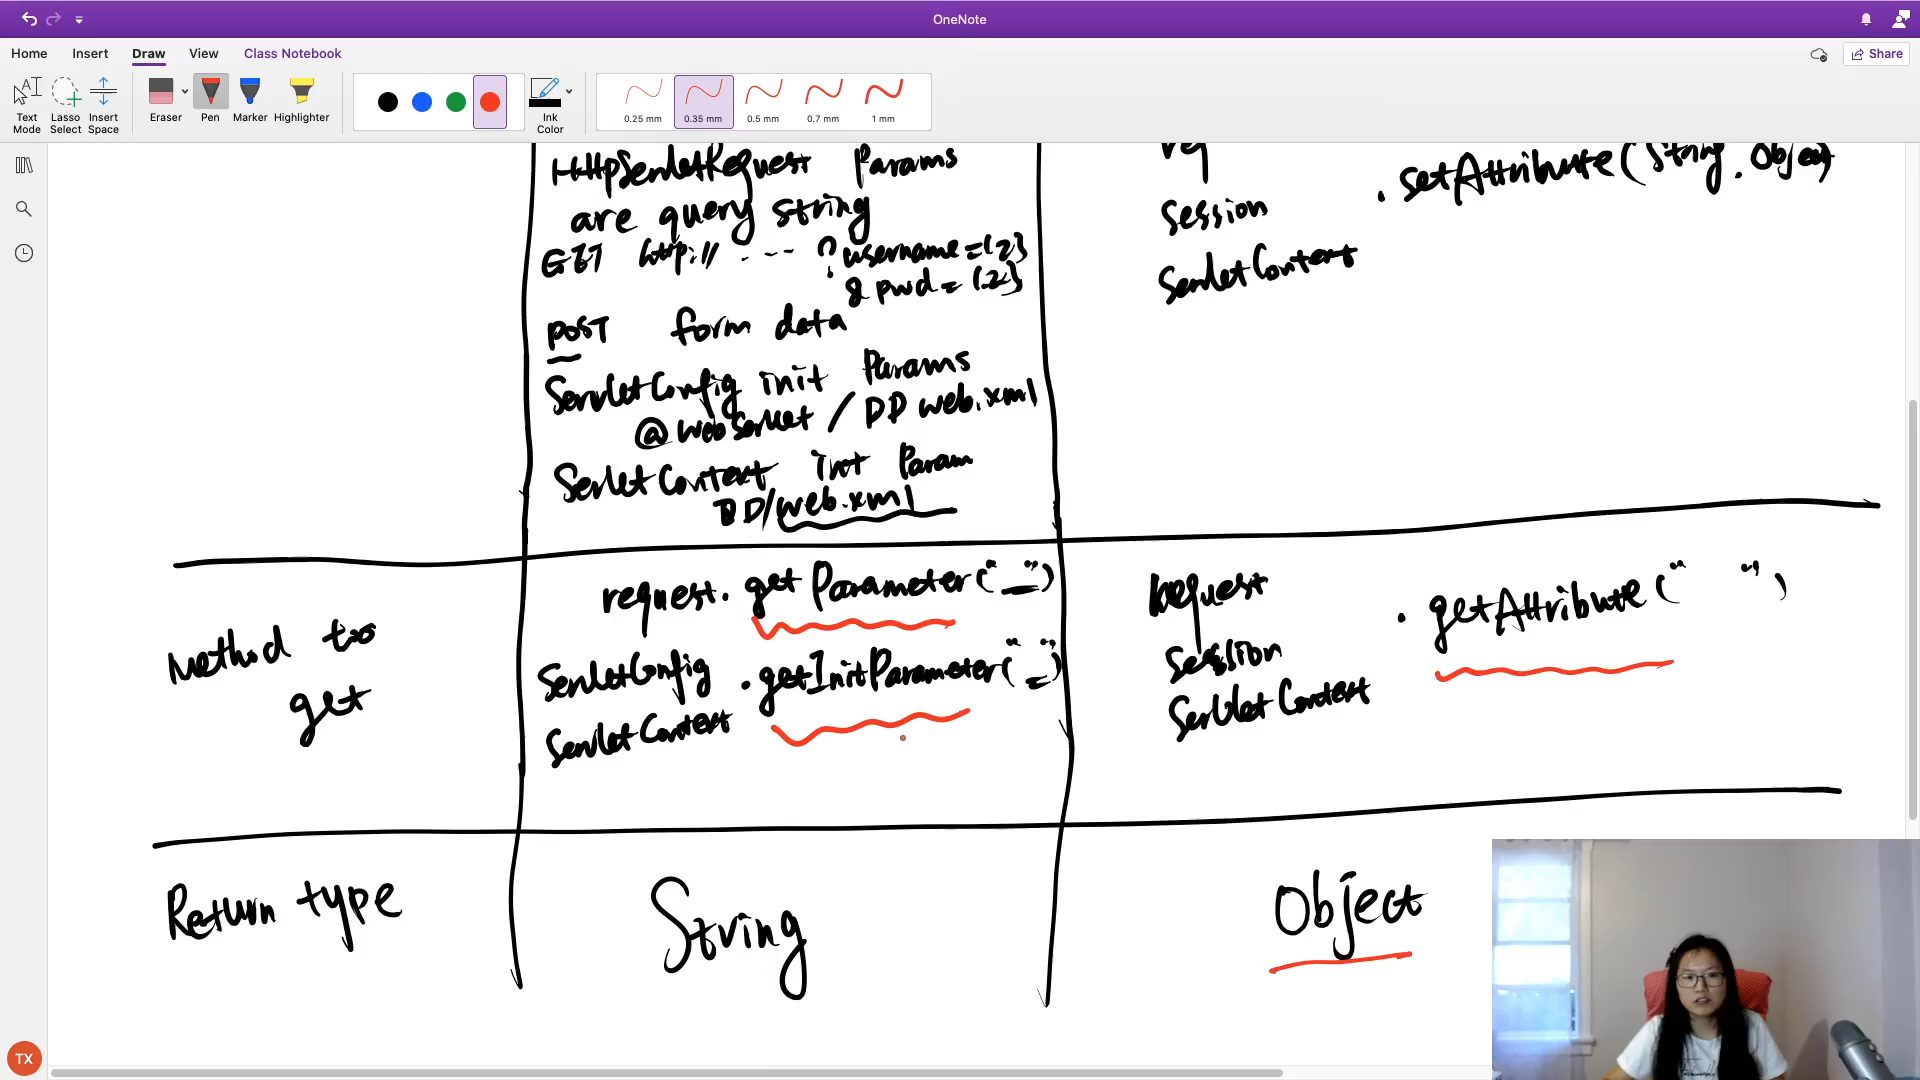 OneNote
Home Insert Draw View Class Notebook
Share
Text Mode
Lasso Select
Insert Space
Eraser
Pen
Marker
Highlighter
Ink Color
0.25 mm
0.35 mm
0.5 mm
0.7 mm
1 mm
HttpServletRequest Params
are query string
GET http:// . --- ? username=(2}
& pwd = (2}
POST form data
ServletConfig init Params
@WebServlet / DD web.xml
ServletContext int Param
DD/web.xml
req
session
ServletContext
.setAttribute(String, Object)
Method to
get
request. getParameter("_")
ServletConfig
ServletContext
.getInitParameter("_")
Request
Session
ServletContext
.getAttribute(" ")
Return type
String
Object
TX